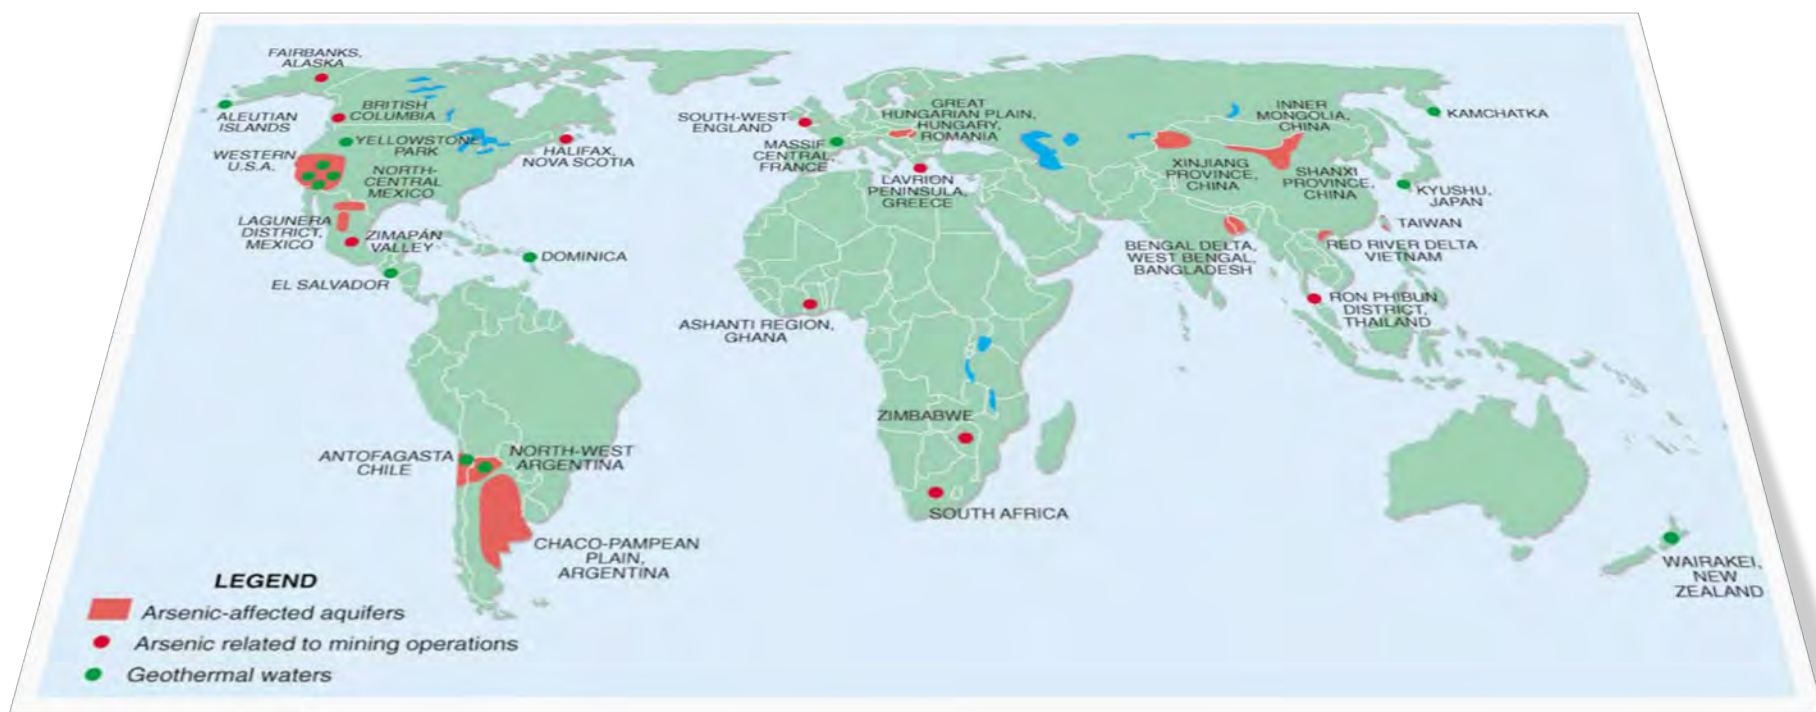 FAIRBANKS,
ALASKA
ALEUTIAN
ISLANDS
BRITISH
COLUMBIA
YELLOWSTONE
PARK
HALIFAX,
NOVA SCOTIA
WESTERN
U.S.A.
NORTH-
CENTRAL
MEXICO
LAGUNERA
DISTRICT,
MEXICO
ZIMAPÁN
VALLEY
DOMINICA
EL SALVADOR
SOUTH-WEST
ENGLAND
MASSIF
CENTRAL,
FRANCE
GREAT
HUNGARIAN PLAIN,
HUNGARY,
ROMANIA
LAVRION
PENINSULA,
GREECE
INNER
MONGOLIA,
CHINA
KAMCHATKA
XINJIANG
PROVINCE,
CHINA
SHANXI
PROVINCE,
CHINA
KYUSHU,
JAPAN
TAIWAN
BENGAL DELTA,
WEST BENGAL,
BANGLADESH
RED RIVER DELTA
VIETNAM
RON PHIBUN
DISTRICT,
THAILAND
ASHANTI REGION,
GHANA
ZIMBABWE
SOUTH AFRICA
ANTOFAGASTA
CHILE
NORTH-WEST
ARGENTINA
CHACO-PAMPEAN
PLAIN,
ARGENTINA
WAIRAKEI,
NEW
ZEALAND
LEGEND
Arsenic-affected aquifers
Arsenic related to mining operations
Geothermal waters